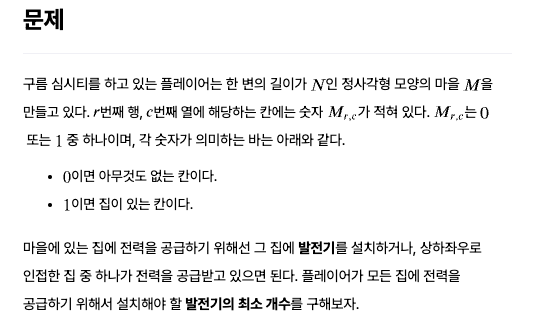 문제
구름 심시티를 하고 있는 플레이어는 한 변의 길이가 N인 정사각형 모양의 마을 M을
만들고 있다. r번째 행, c번째 열에 해당하는 칸에는 숫자 M_{r,c}가 적혀 있다. M_{r,c}는 0
또는 1 중 하나이며, 각 숫자가 의미하는 바는 아래와 같다.
• 0이면 아무것도 없는 칸이다.
• 1이면 집이 있는 칸이다.
마을에 있는 집에 전력을 공급하기 위해선 그 집에 발전기를 설치하거나, 상하좌우로
인접한 집 중 하나가 전력을 공급받고 있으면 된다. 플레이어가 모든 집에 전력을
공급하기 위해서 설치해야 할 발전기의 최소 개수를 구해보자.